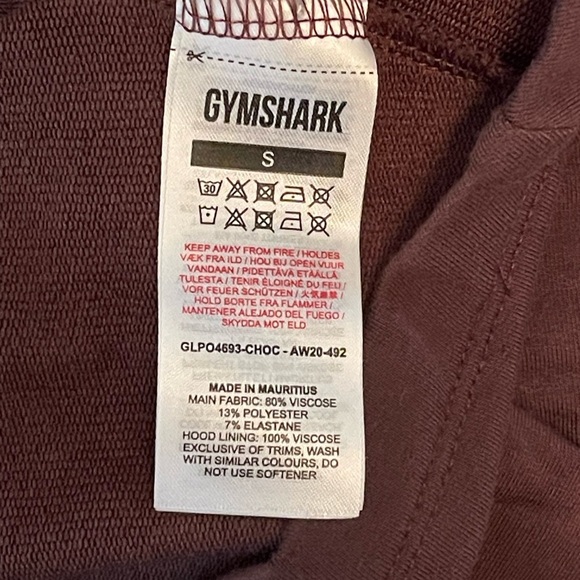 GYMSHARK
S
30
KEEP AWAY FROM FIRE / HOLDES
VÆK FRA ILD / HOU BIJ OPEN VUUR
VANDAAN / PIDETTÄVÄ ETÄÄLLÄ
TULESTA / TENIR ÉLOIGNÉ DU FEU /
VOR FEUER SCHÜTZEN / 火気厳禁 /
HOLD BORTE FRA FLAMMER /
MANTENER ALEJADO DEL FUEGO /
SKYDDA MOT ELD
GLPO4693-CHOC - AW20-492
MADE IN MAURITIUS
MAIN FABRIC: 80% VISCOSE
13% POLYESTER
7% ELASTANE
HOOD LINING: 100% VISCOSE
EXCLUSIVE OF TRIMS, WASH
WITH SIMILAR COLOURS, DO
NOT USE SOFTENER